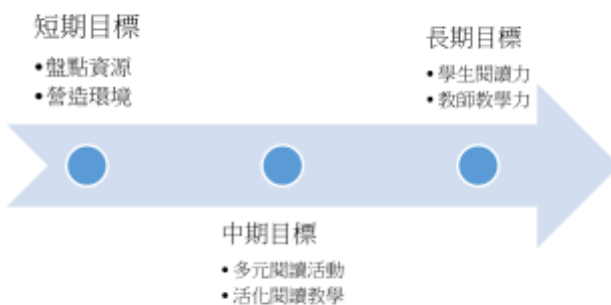 短期目標
•盤點資源
•營造環境
中期目標
•多元閱讀活動
•活化閱讀教學
長期目標
•學生閱讀力
•教師教學力